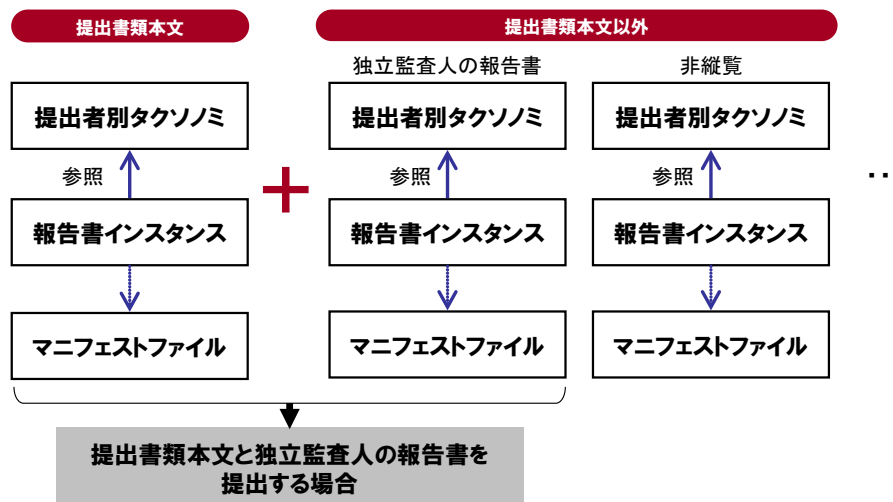 提出書類本文
提出書類本文以外
独立監査人の報告書
非縦覧
提出者別タクソノミ
提出者別タクソノミ
提出者別タクソノミ
参照
参照
参照
＋
‥
報告書インスタンス
報告書インスタンス
報告書インスタンス
マニフェストファイル
マニフェストファイル
マニフェストファイル
提出書類本文と独立監査人の報告書を
提出する場合